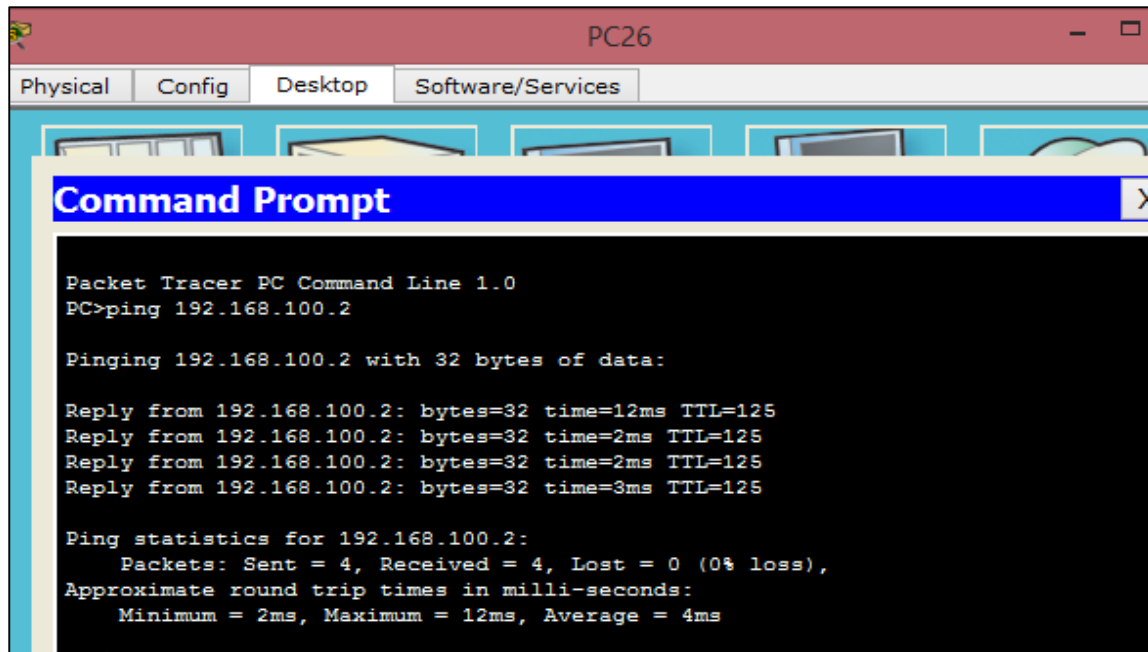 PC26
Physical Config Desktop Software/Services
Command Prompt
X
Packet Tracer PC Command Line 1.0
PC>ping 192.168.100.2
Pinging 192.168.100.2 with 32 bytes of data:
Reply from 192.168.100.2: bytes=32 time=12ms TTL=125
Reply from 192.168.100.2: bytes=32 time=2ms TTL=125
Reply from 192.168.100.2: bytes=32 time=2ms TTL=125
Reply from 192.168.100.2: bytes=32 time=3ms TTL=125
Ping statistics for 192.168.100.2:
Packets: Sent = 4, Received = 4, Lost = 0 (0% loss),
Approximate round trip times in milli-seconds:
Minimum = 2ms, Maximum = 12ms, Average = 4ms